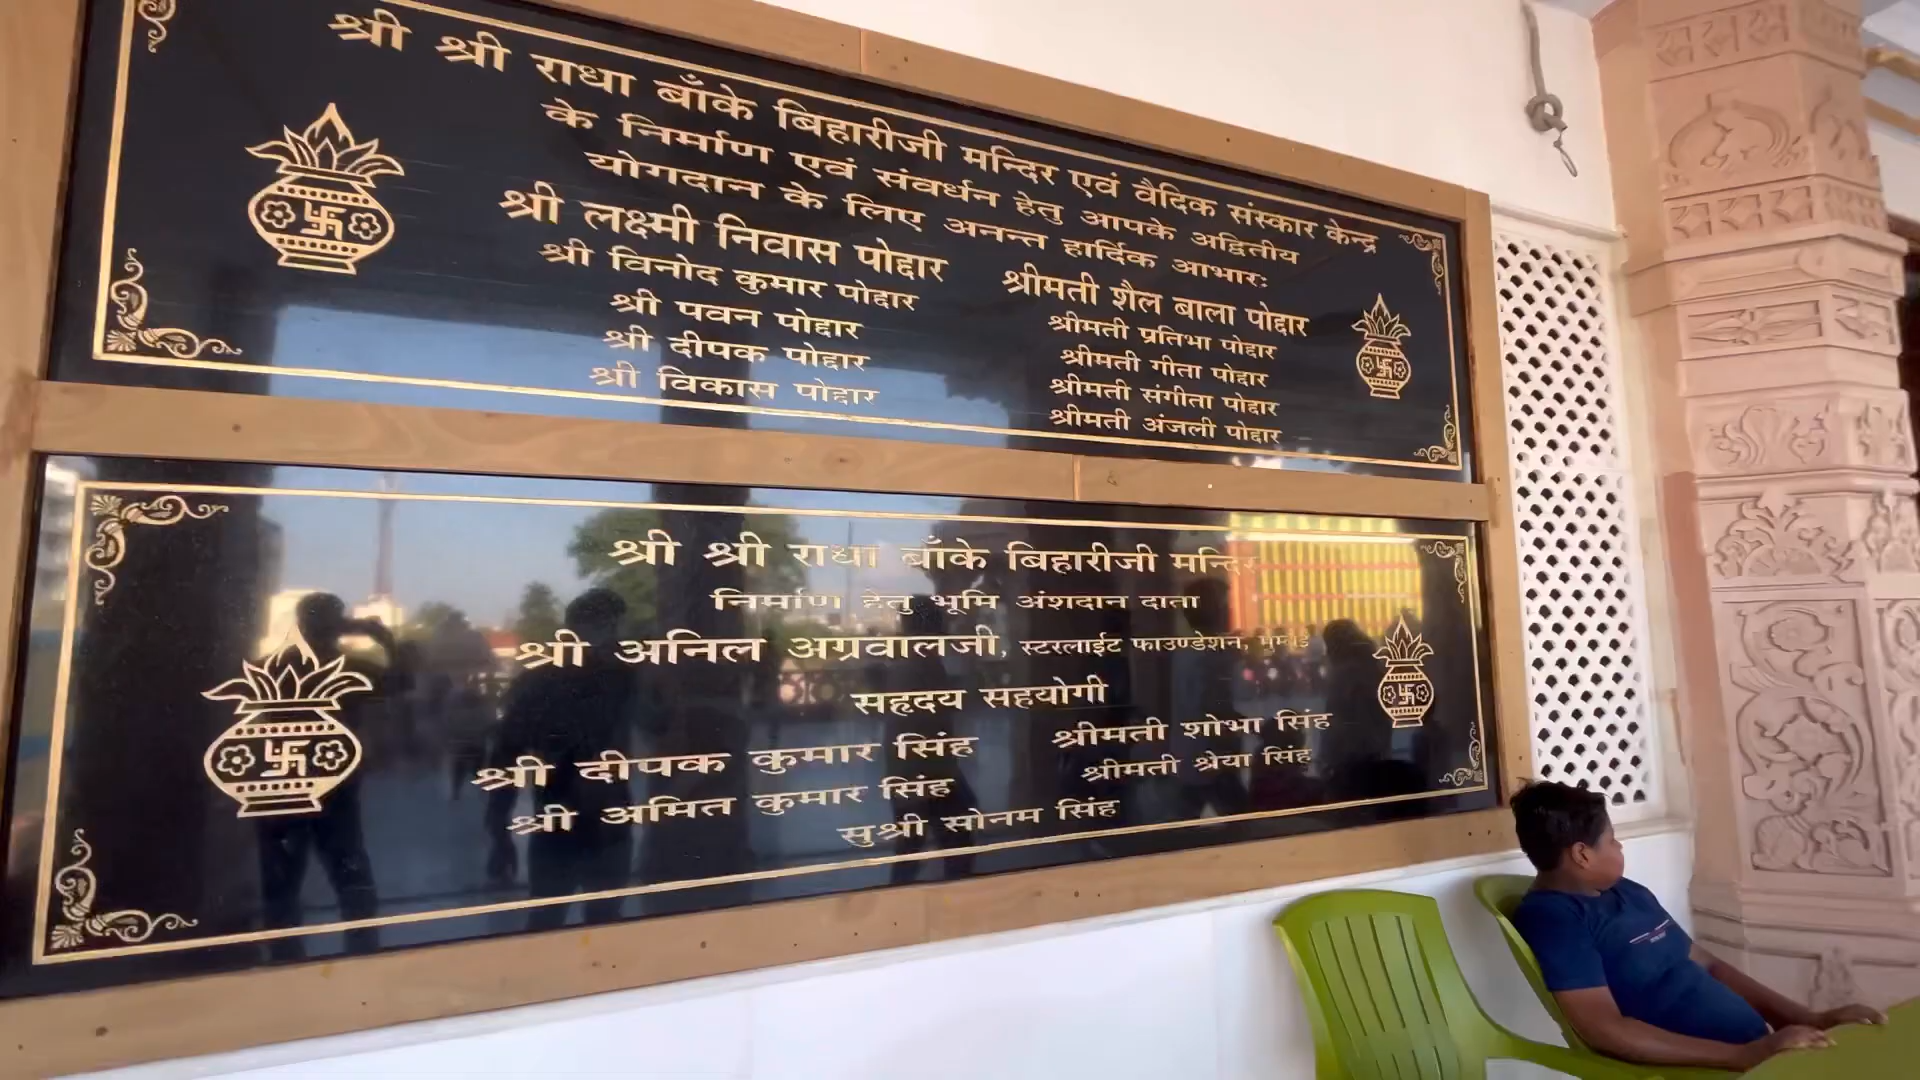 श्री श्री राधा बाँके बिहारीजी मन्दिर एवं वैदिक संस्कार केन्द्र
के निर्माण एवं संवर्धन हेतु आपके अद्वितीय
योगदान के लिए अनन्त हार्दिक आभारः
श्री लक्ष्मी निवास पोद्दार श्रीमती शैल बाला पोद्दार
श्री विनोद कुमार पोद्दार श्रीमती प्रतिभा पोद्दार
श्री पवन पोद्दार श्रीमती गीता पोद्दार
श्री दीपक पोद्दार श्रीमती संगीता पोद्दार
श्री विकास पोद्दार श्रीमती अंजली पोद्दार
श्री श्री राधा बाँके बिहारीजी मन्दिर
निर्माण हेतु भूमि अंशदान दाता
श्री अनिल अग्रवालजी, स्टरलाईट फाउण्डेशन, मुम्बई
सहृदय सहयोगी
श्री दीपक कुमार सिंह श्रीमती शोभा सिंह
श्री अमित कुमार सिंह श्रीमती श्रेया सिंह
सुश्री सोनम सिंह